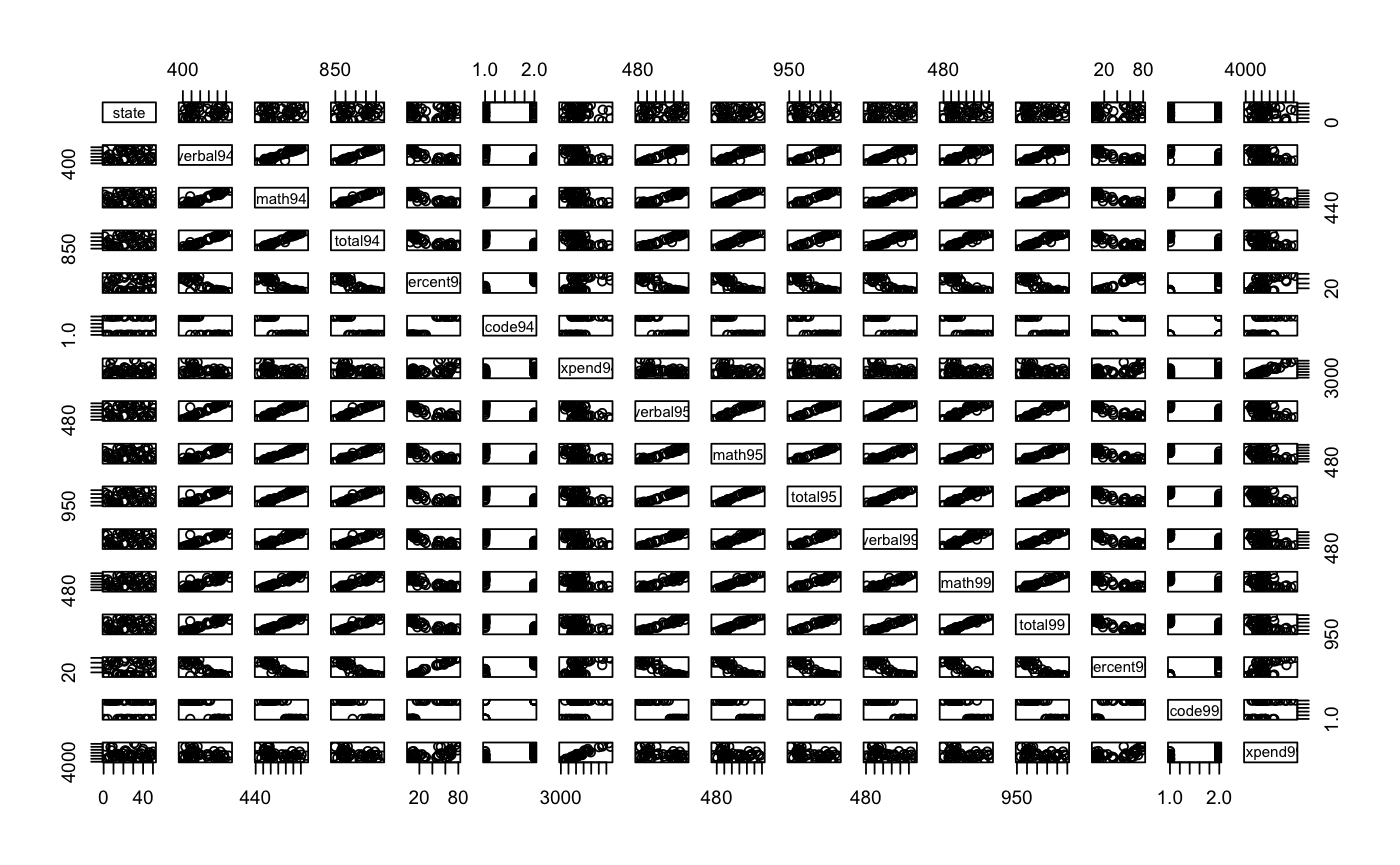 400 850 1.0 2.0 480 950 480 20 80 4000
state 0
400 verbal94
math94 440
850 total94
ercent9 20
1.0 code94
xpend9 3000
480 verbal95
math95 480
950 total95
verbal99 480
480 math99
total99 950
20 ercent9
code99 1.0
4000 xpend9
0 40 440 20 80 3000 480 480 950 1.0 2.0